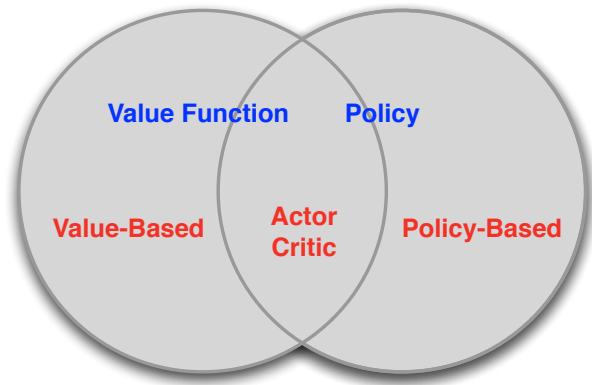 Value Function
Policy
Value-Based
Actor
Critic
Policy-Based